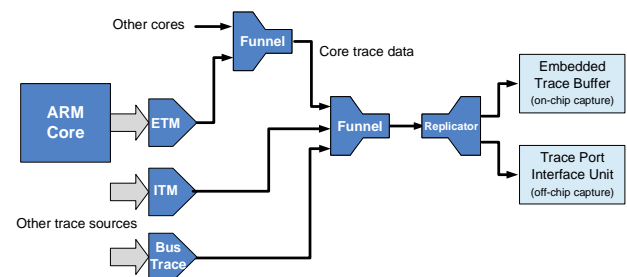 Other cores
Funnel
Core trace data
ARM
Core
ETM
Funnel
Replicator
Embedded
Trace Buffer
(on-chip capture)
ITM
Trace Port
Interface Unit
(off-chip capture)
Other trace sources
Bus
Trace